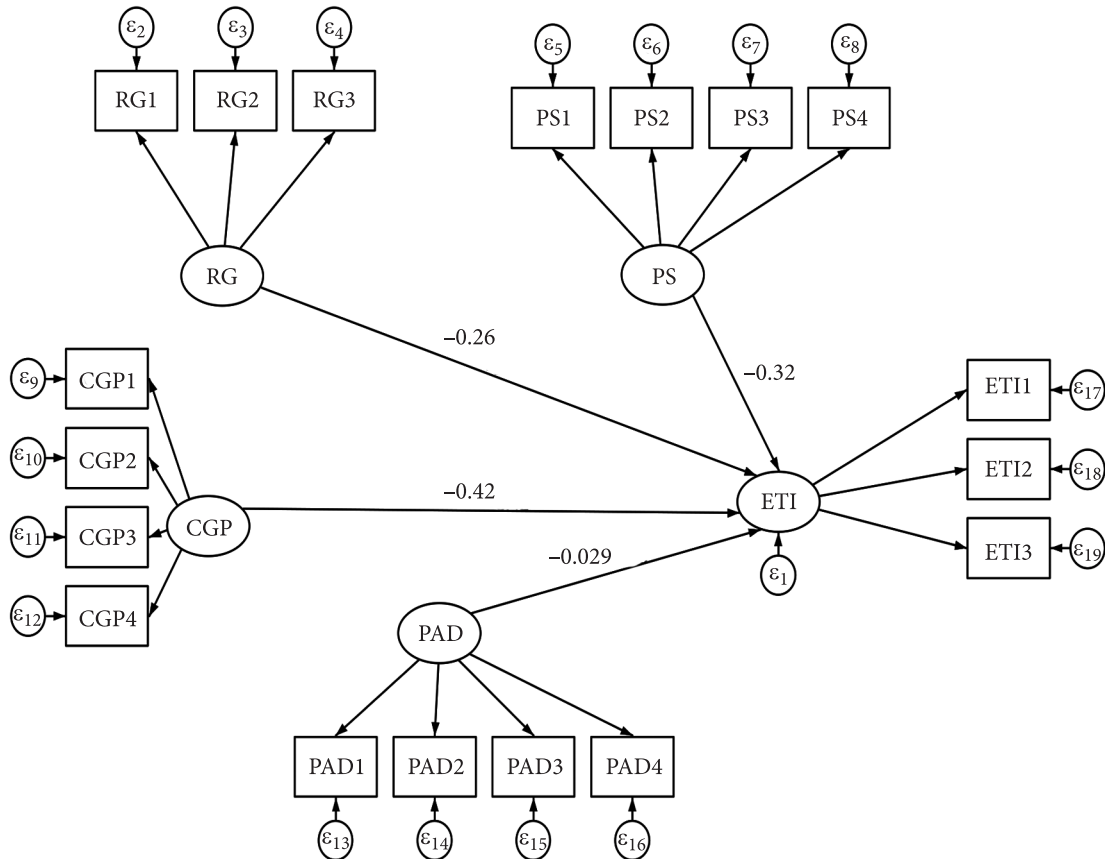 ε2 ε3 ε4
RG1 RG2 RG3
ε5 ε6 ε7 ε8
PS1 PS2 PS3 PS4
RG
PS
–0.26
–0.32
ε9 CGP1
ε10 CGP2
ε11 CGP3
ε12 CGP4
CGP
–0.42
ETI
ETI1 ε17
ETI2 ε18
ETI3 ε19
–0.029
ε1
PAD
PAD1 PAD2 PAD3 PAD4
ε13 ε14 ε15 ε16